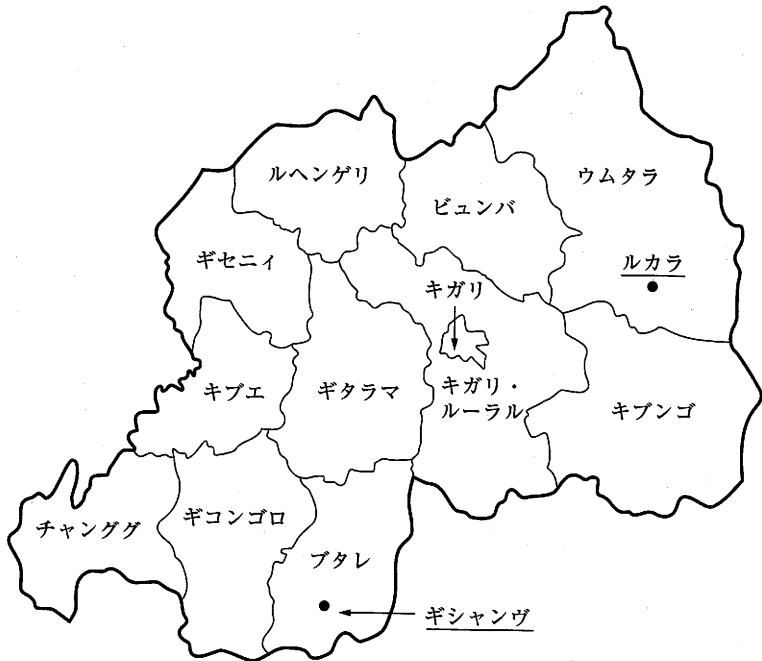 ルヘンゲリ
ビュンバ
ウムタラ
ギセニィ
ルカラ
キガリ
キブエ
ギタラマ
キガリ・
ルーラル
キブンゴ
チャンググ
ギコンゴロ
ブタレ
ギシャンヴ